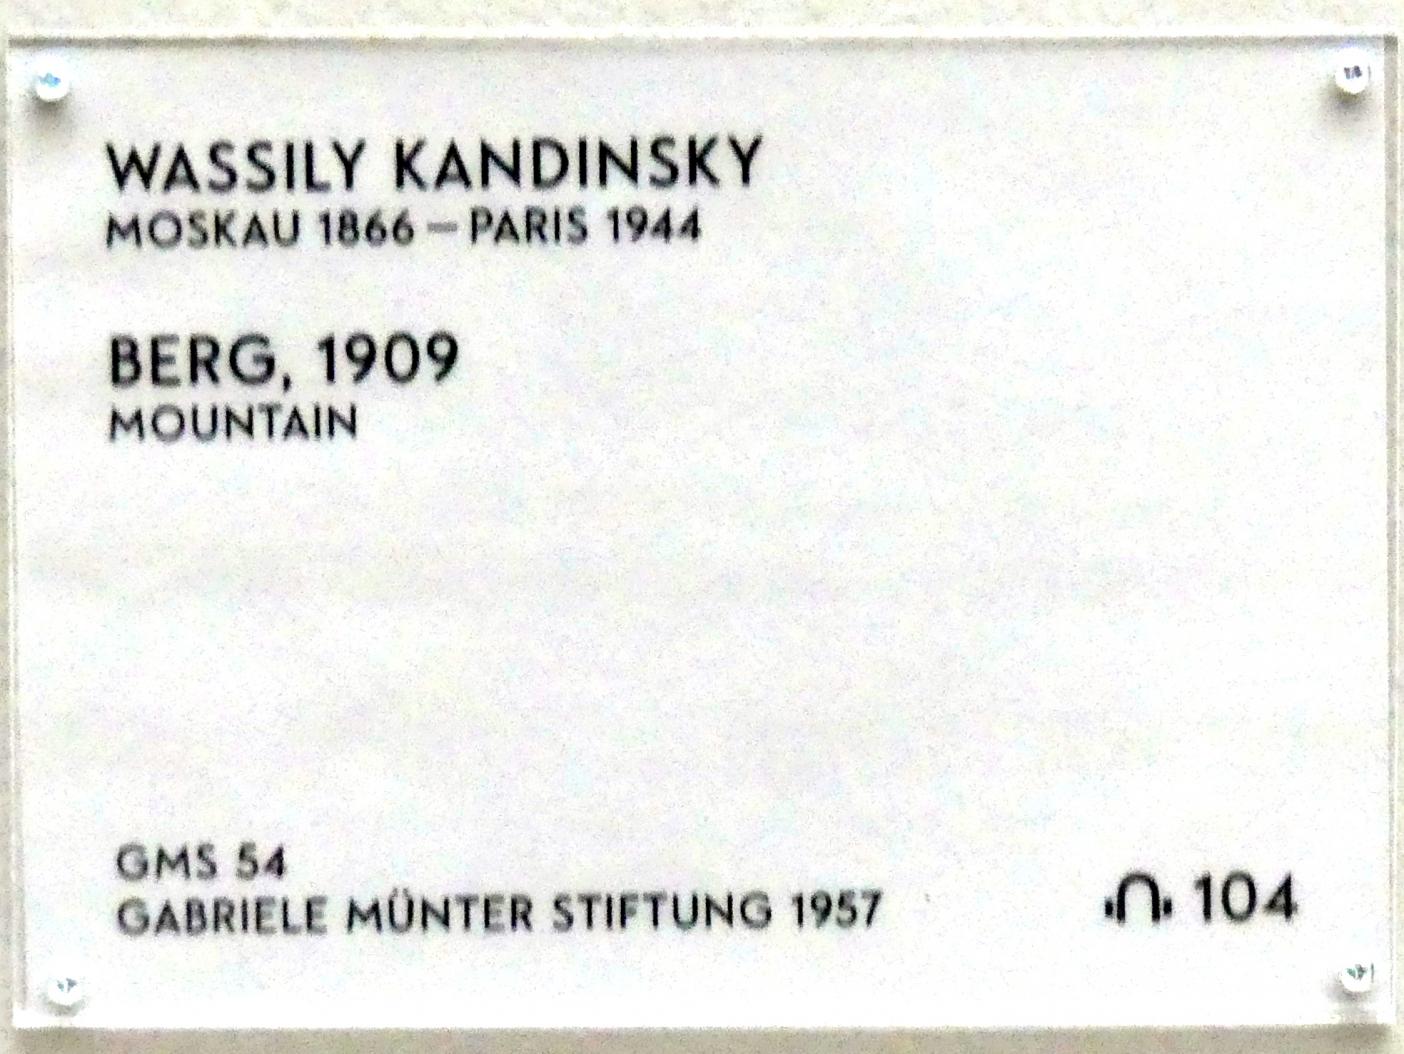 WASSILY KANDINSKY
MOSKAU 1866 – PARIS 1944
BERG, 1909
MOUNTAIN
GMS 54
GABRIELE MÜNTER STIFTUNG 1957
104